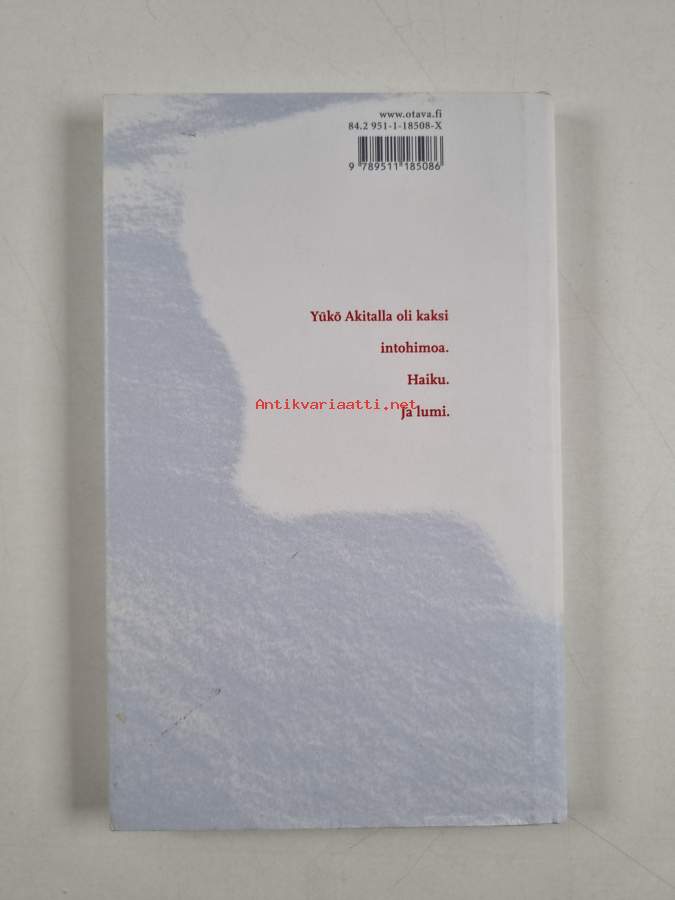 www.otava.fi
84.2 951-1-18508-X
9 789511 185086
Yūkō Akitalla oli kaksi
intohimoa.
Haiku.
Antikvariaatti.net
Ja lumi.